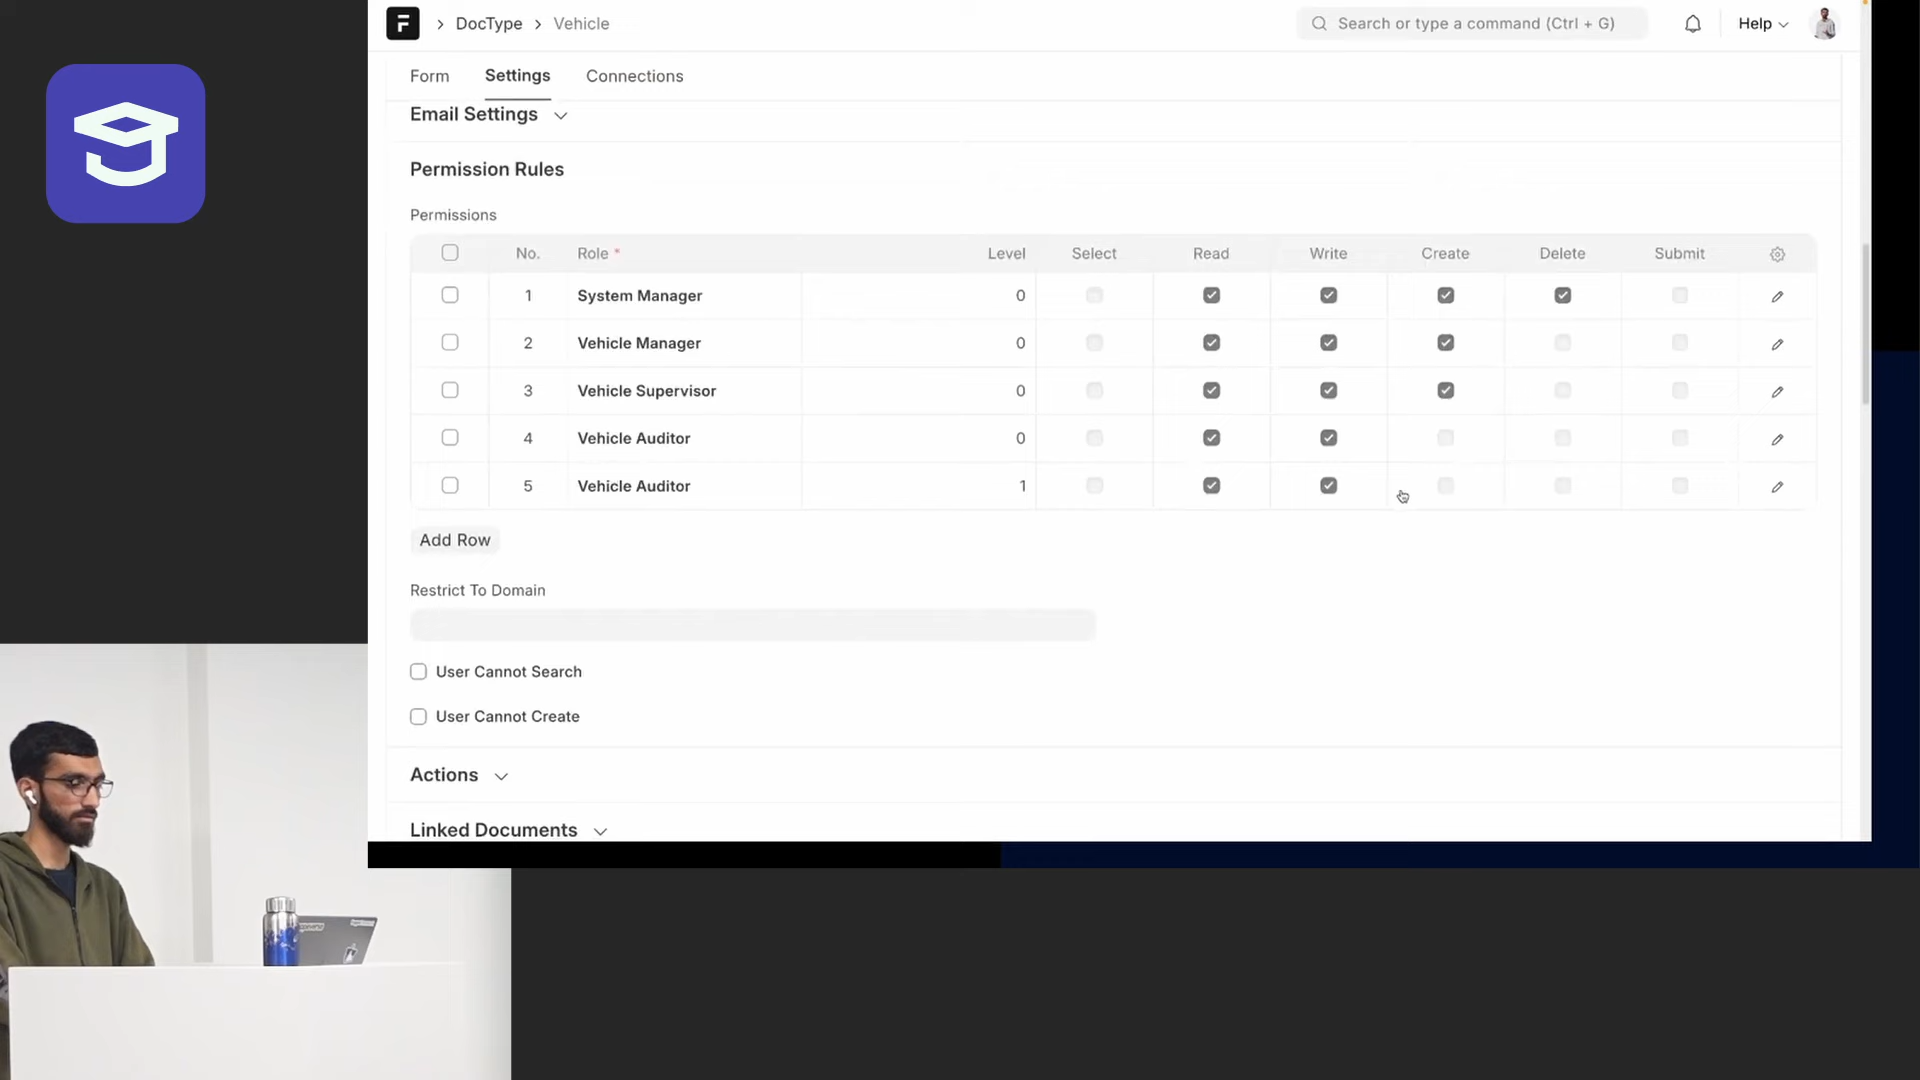 DocType > Vehicle
Search or type a command (Ctrl + G)
Help
Form Settings Connections
Email Settings
Permission Rules
Permissions
No. Role * Level Select Read Write Create Delete Submit
1 System Manager 0
2 Vehicle Manager 0
3 Vehicle Supervisor 0
4 Vehicle Auditor 0
5 Vehicle Auditor 1
Add Row
Restrict To Domain
User Cannot Search
User Cannot Create
Actions
Linked Documents